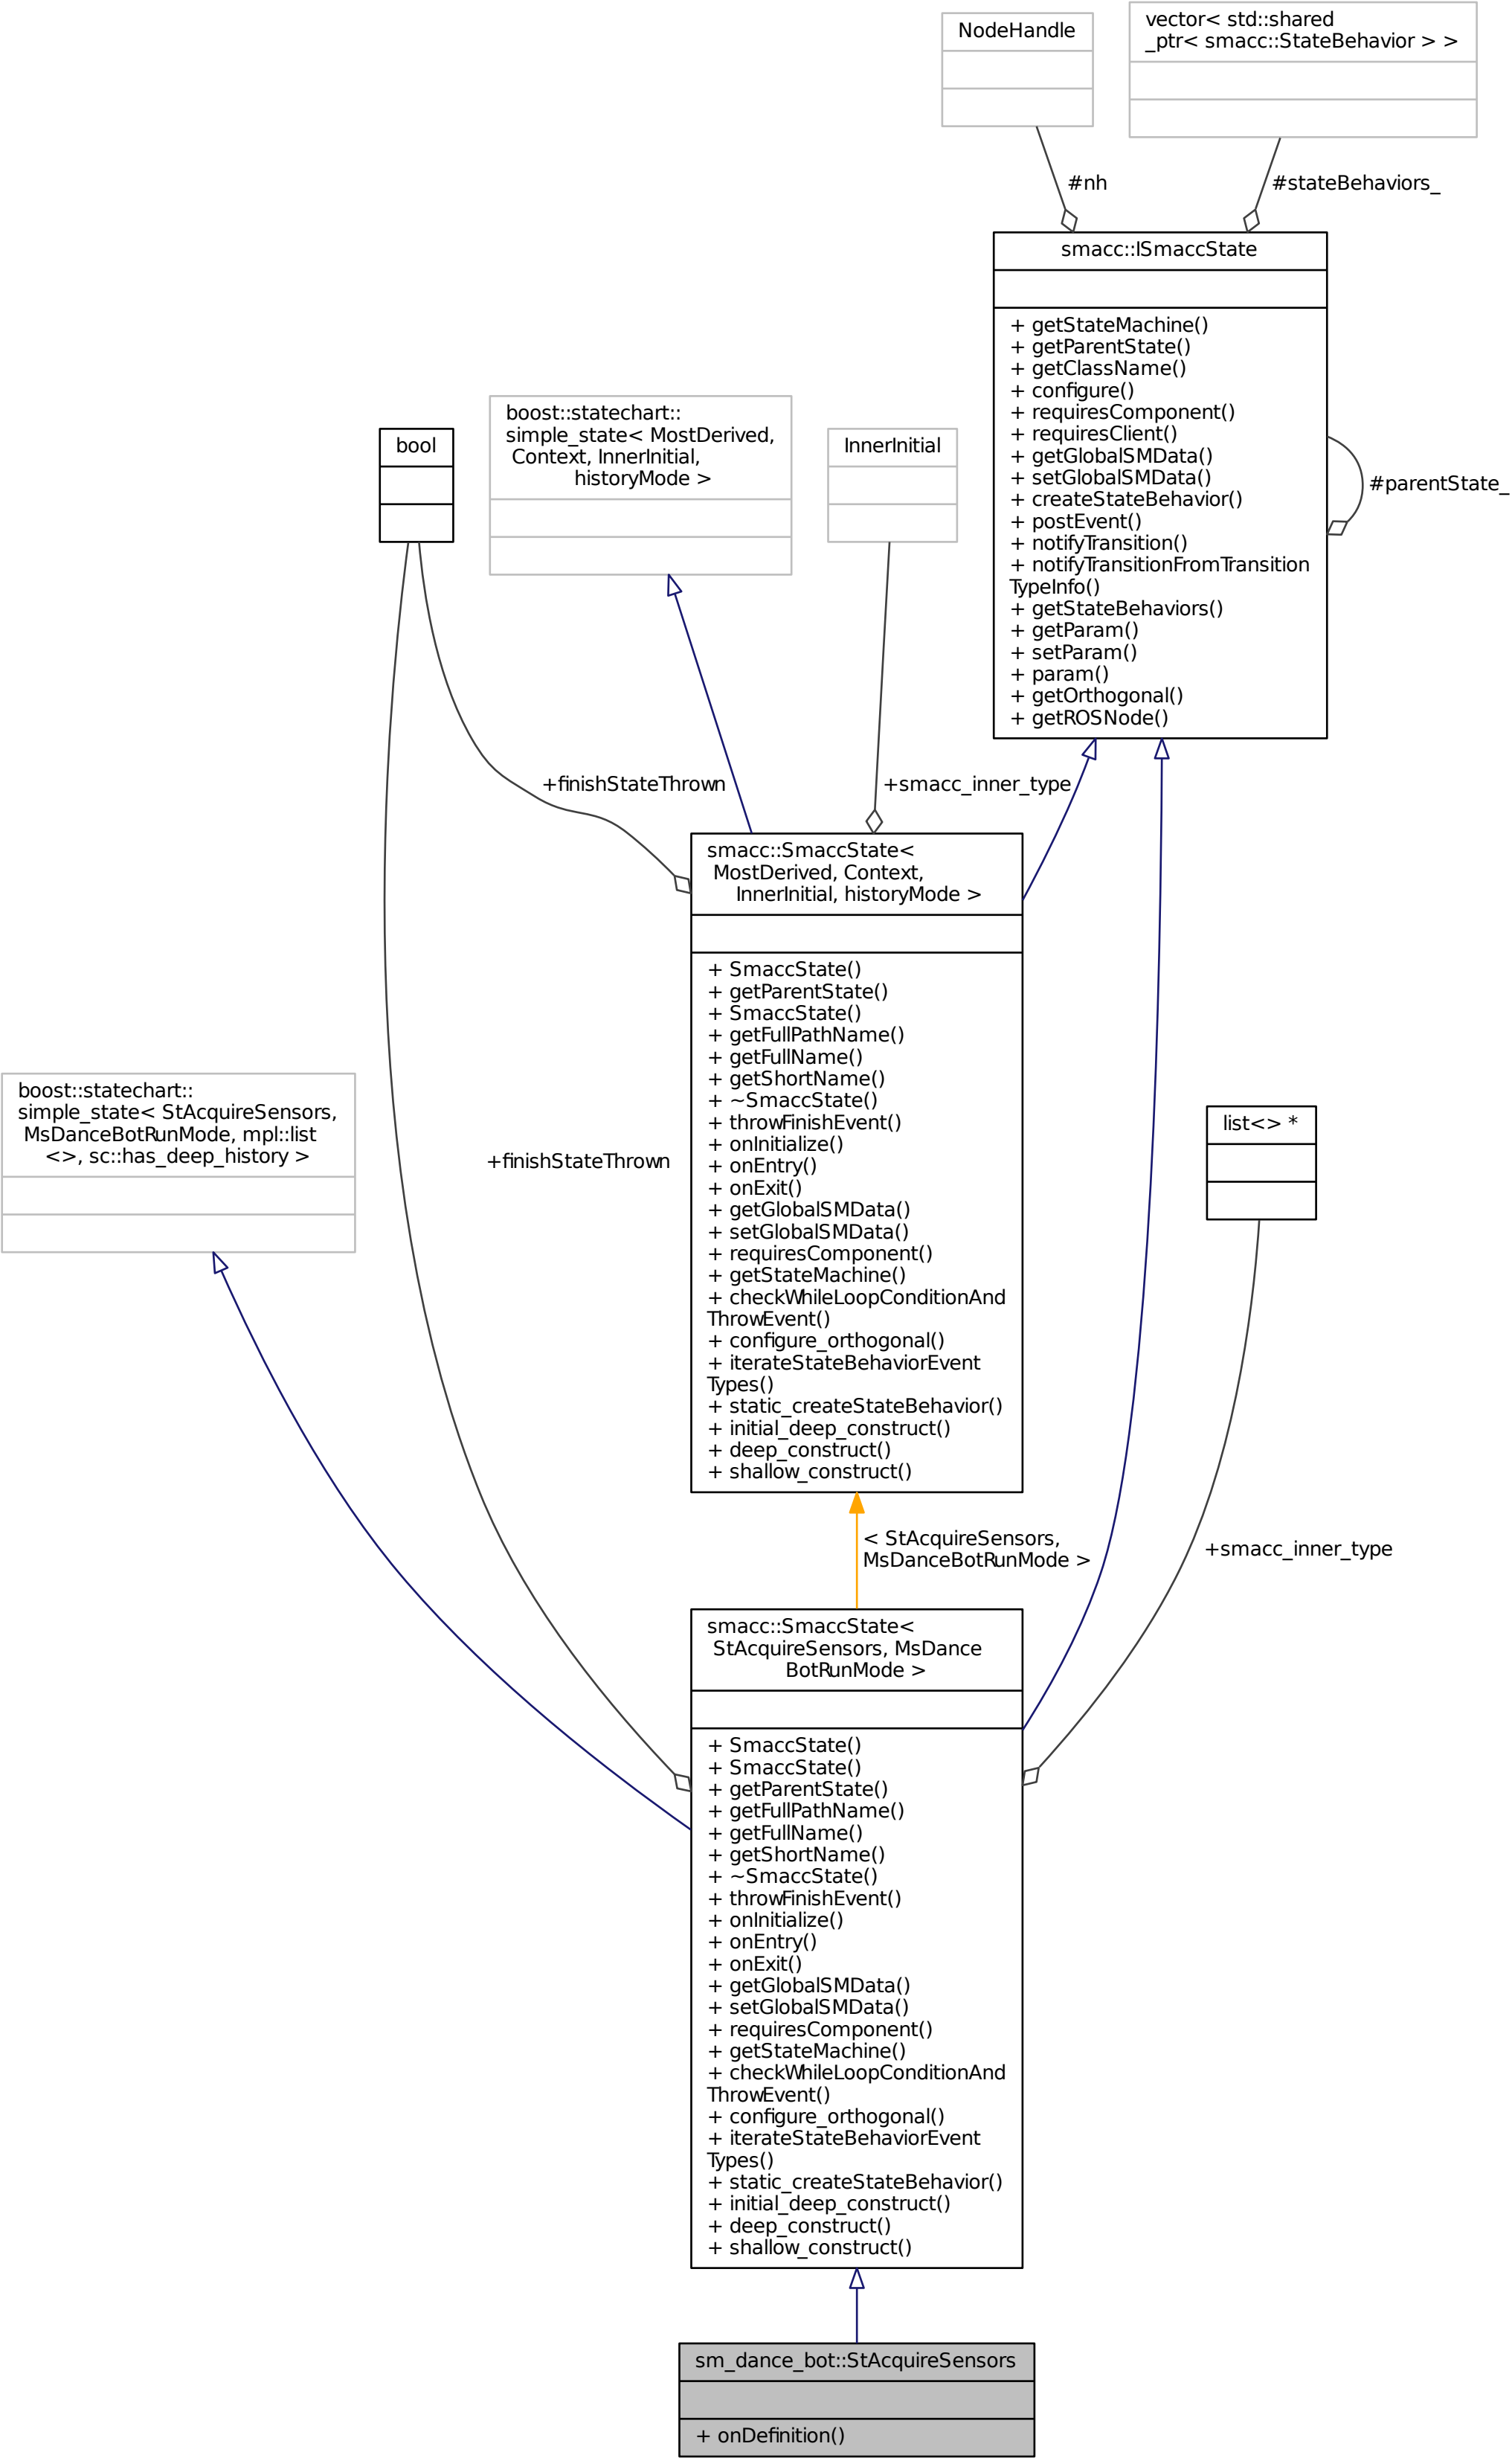 NodeHandle
vector< std::shared
_ptr< smacc::StateBehavior > >
#nh
#stateBehaviors_
smacc::ISmaccState
+ getStateMachine()
+ getParentState()
+ getClassName()
+ configure()
+ requiresComponent()
+ requiresClient()
+ getGlobalSMData()
+ setGlobalSMData()
+ createStateBehavior()
+ postEvent()
+ notifyTransition()
+ notifyTransitionFromTransition
TypeInfo()
+ getStateBehaviors()
+ getParam()
+ setParam()
+ param()
+ getOrthogonal()
+ getROSNode()
#parentState_
boost::statechart::
simple_state< MostDerived,
Context, InnerInitial,
historyMode >
bool
InnerInitial
+finishStateThrown
+smacc_inner_type
smacc::SmaccState<
MostDerived, Context,
InnerInitial, historyMode >
+ SmaccState()
+ getParentState()
+ SmaccState()
+ getFullPathName()
+ getFullName()
+ getShortName()
+ ~SmaccState()
+ throwFinishEvent()
+ onInitialize()
+ onEntry()
+ onExit()
+ getGlobalSMData()
+ setGlobalSMData()
+ requiresComponent()
+ getStateMachine()
+ checkWhileLoopConditionAnd
ThrowEvent()
+ configure_orthogonal()
+ iterateStateBehaviorEvent
Types()
+ static_createStateBehavior()
+ initial_deep_construct()
+ deep_construct()
+ shallow_construct()
boost::statechart::
simple_state< StAcquireSensors,
MsDanceBotRunMode, mpl::list
<>, sc::has_deep_history >
+finishStateThrown
list<> *
< StAcquireSensors,
MsDanceBotRunMode >
+smacc_inner_type
smacc::SmaccState<
StAcquireSensors, MsDance
BotRunMode >
+ SmaccState()
+ SmaccState()
+ getParentState()
+ getFullPathName()
+ getFullName()
+ getShortName()
+ ~SmaccState()
+ throwFinishEvent()
+ onInitialize()
+ onEntry()
+ onExit()
+ getGlobalSMData()
+ setGlobalSMData()
+ requiresComponent()
+ getStateMachine()
+ checkWhileLoopConditionAnd
ThrowEvent()
+ configure_orthogonal()
+ iterateStateBehaviorEvent
Types()
+ static_createStateBehavior()
+ initial_deep_construct()
+ deep_construct()
+ shallow_construct()
sm_dance_bot::StAcquireSensors
+ onDefinition()